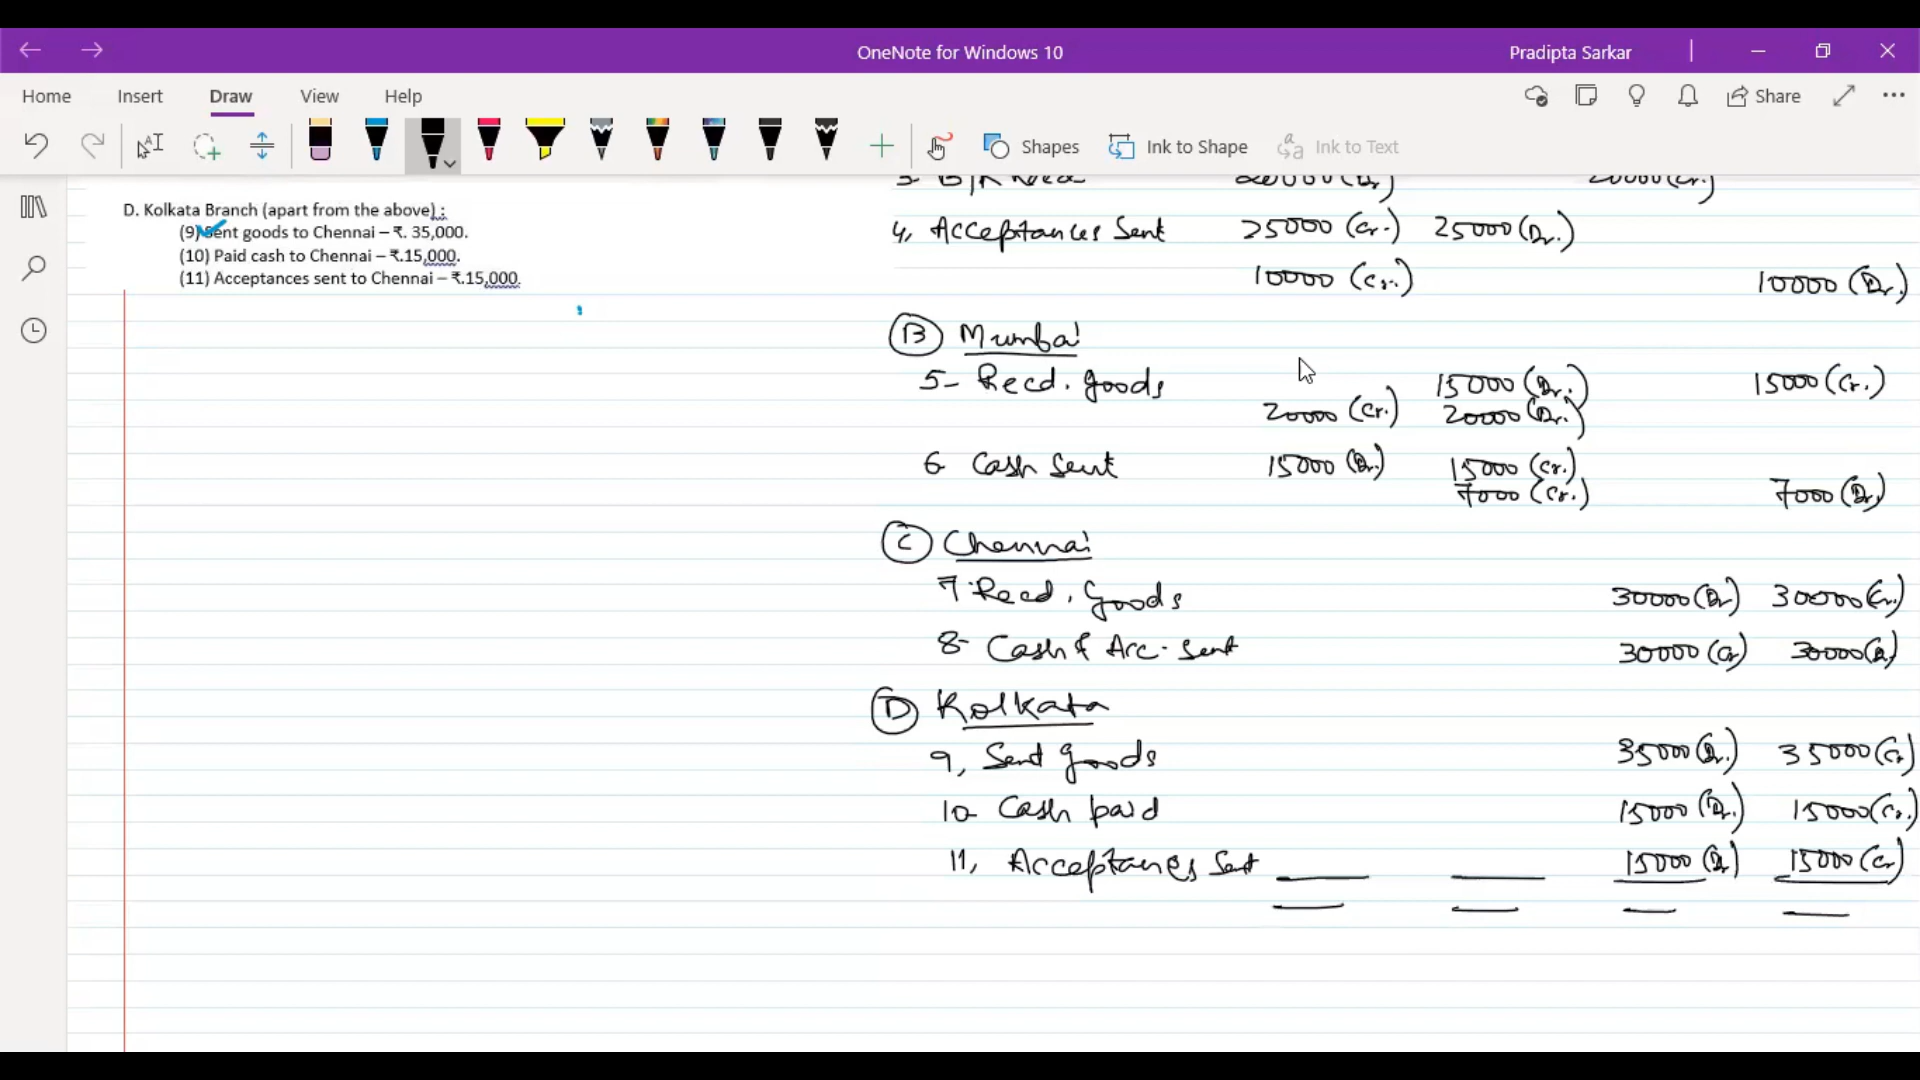 OneNote for Windows 10
Pradipta Sarkar
Home Insert Draw View Help
Share
Shapes Ink to Shape Ink to Text
D. Kolkata Branch (apart from the above) :
(9) Sent goods to Chennai – ₹. 35,000.
(10) Paid cash to Chennai – ₹.15,000.
(11) Acceptances sent to Chennai – ₹.15,000.
3- B/R 20000 (Dr) 20000 (Cr.)
4, Acceptances Sent 25000 (Cr.) 25000 (Dr.)
10000 (Cr.) 10000 (Dr.)
B Mumbai
5- Recd. goods 15000 (Dr.) 15000 (Cr.)
20000 (Cr.) 20000 (Dr.)
6- Cash Sent 15000 (Dr.) 15000 (Cr.)
7000 (Cr.) 7000 (Dr.)
C Chennai
7. Recd. Goods 30000 (Dr) 30000 (Cr.)
8- Cash & Acc. Sent 30000 (Cr) 30000 (Dr)
D Kolkata
9, Sent goods 35000 (Dr.) 35000 (Cr)
10- Cash paid 15000 (Dr.) 15000 (Cr.)
11, Acceptances Sent 15000 (Dr) 15000 (Cr)